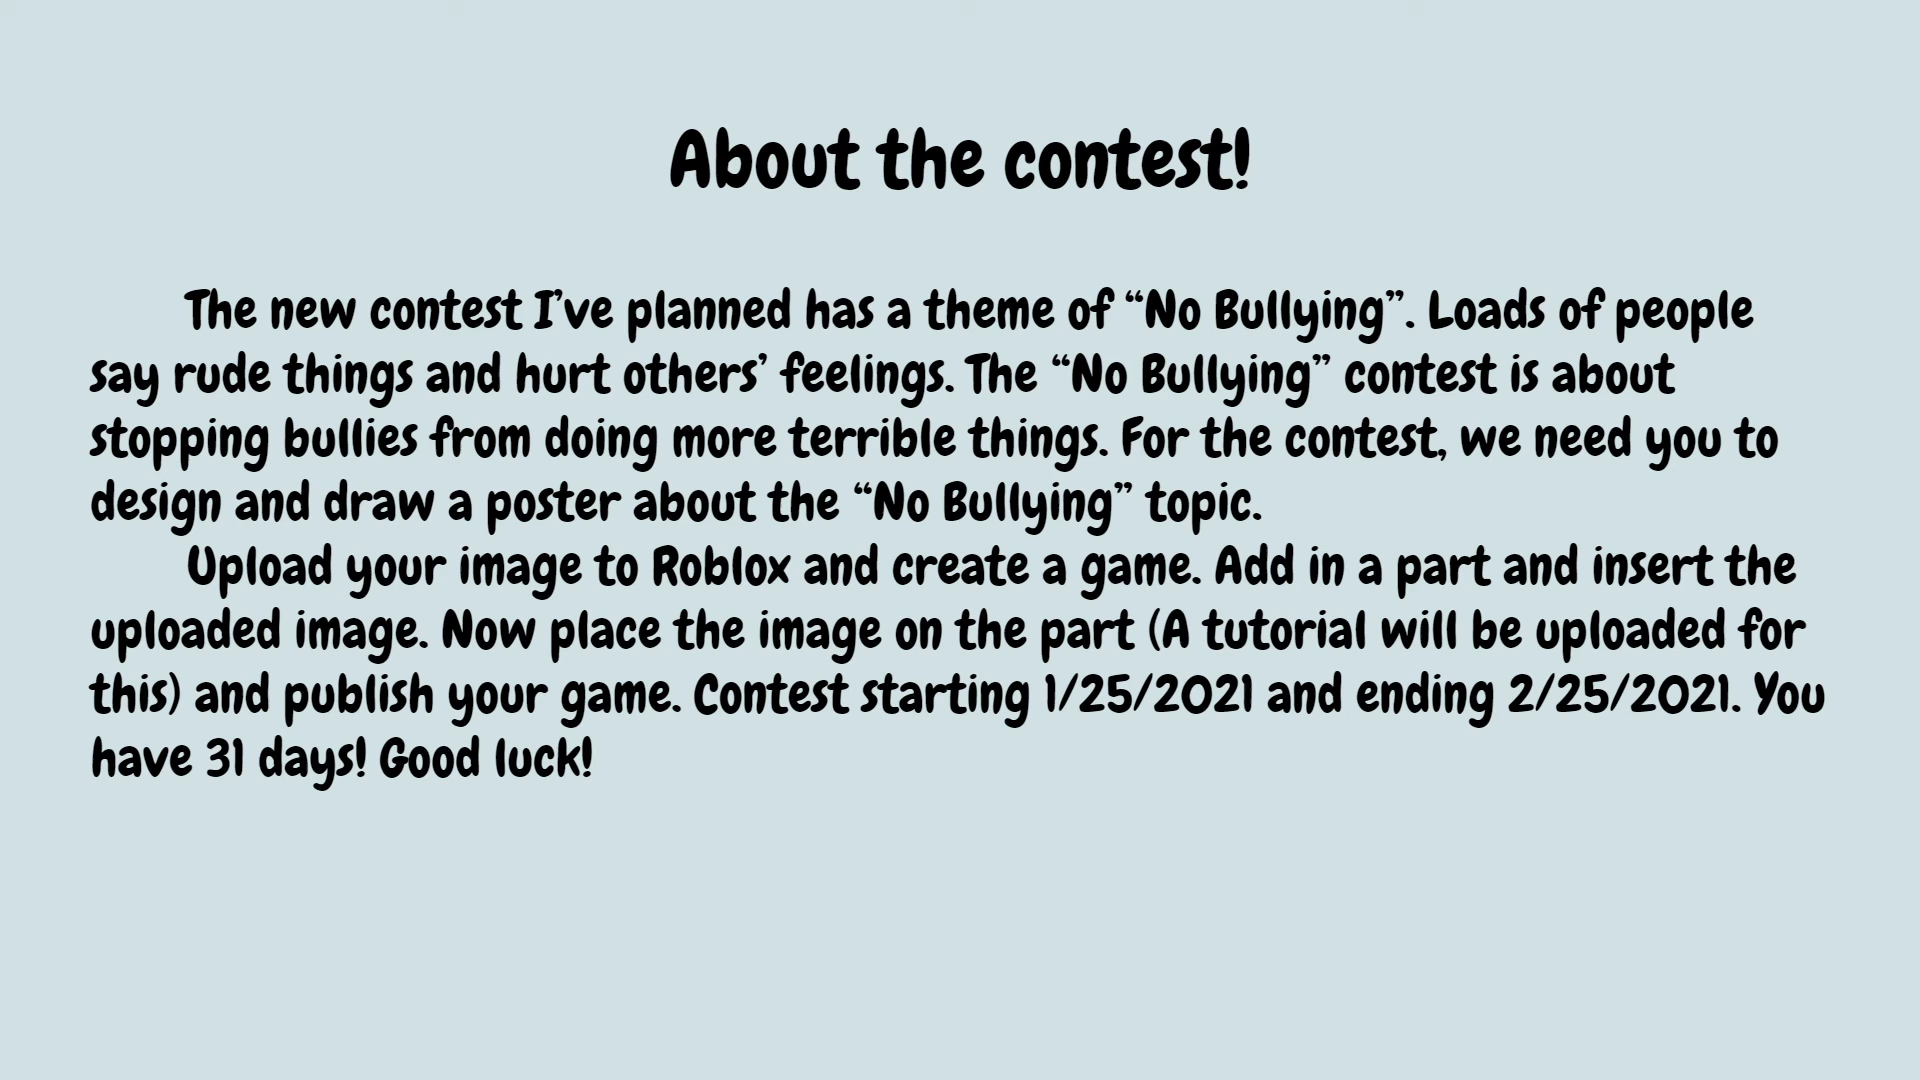 About the contest!
The new contest I’ve planned has a theme of “No Bullying”. Loads of people
say rude things and hurt others’ feelings. The “No Bullying” contest is about
stopping bullies from doing more terrible things. For the contest, we need you to
design and draw a poster about the “No Bullying” topic.
Upload your image to Roblox and create a game. Add in a part and insert the
uploaded image. Now place the image on the part (A tutorial will be uploaded for
this) and publish your game. Contest starting 1/25/2021 and ending 2/25/2021. You
have 31 days! Good luck!